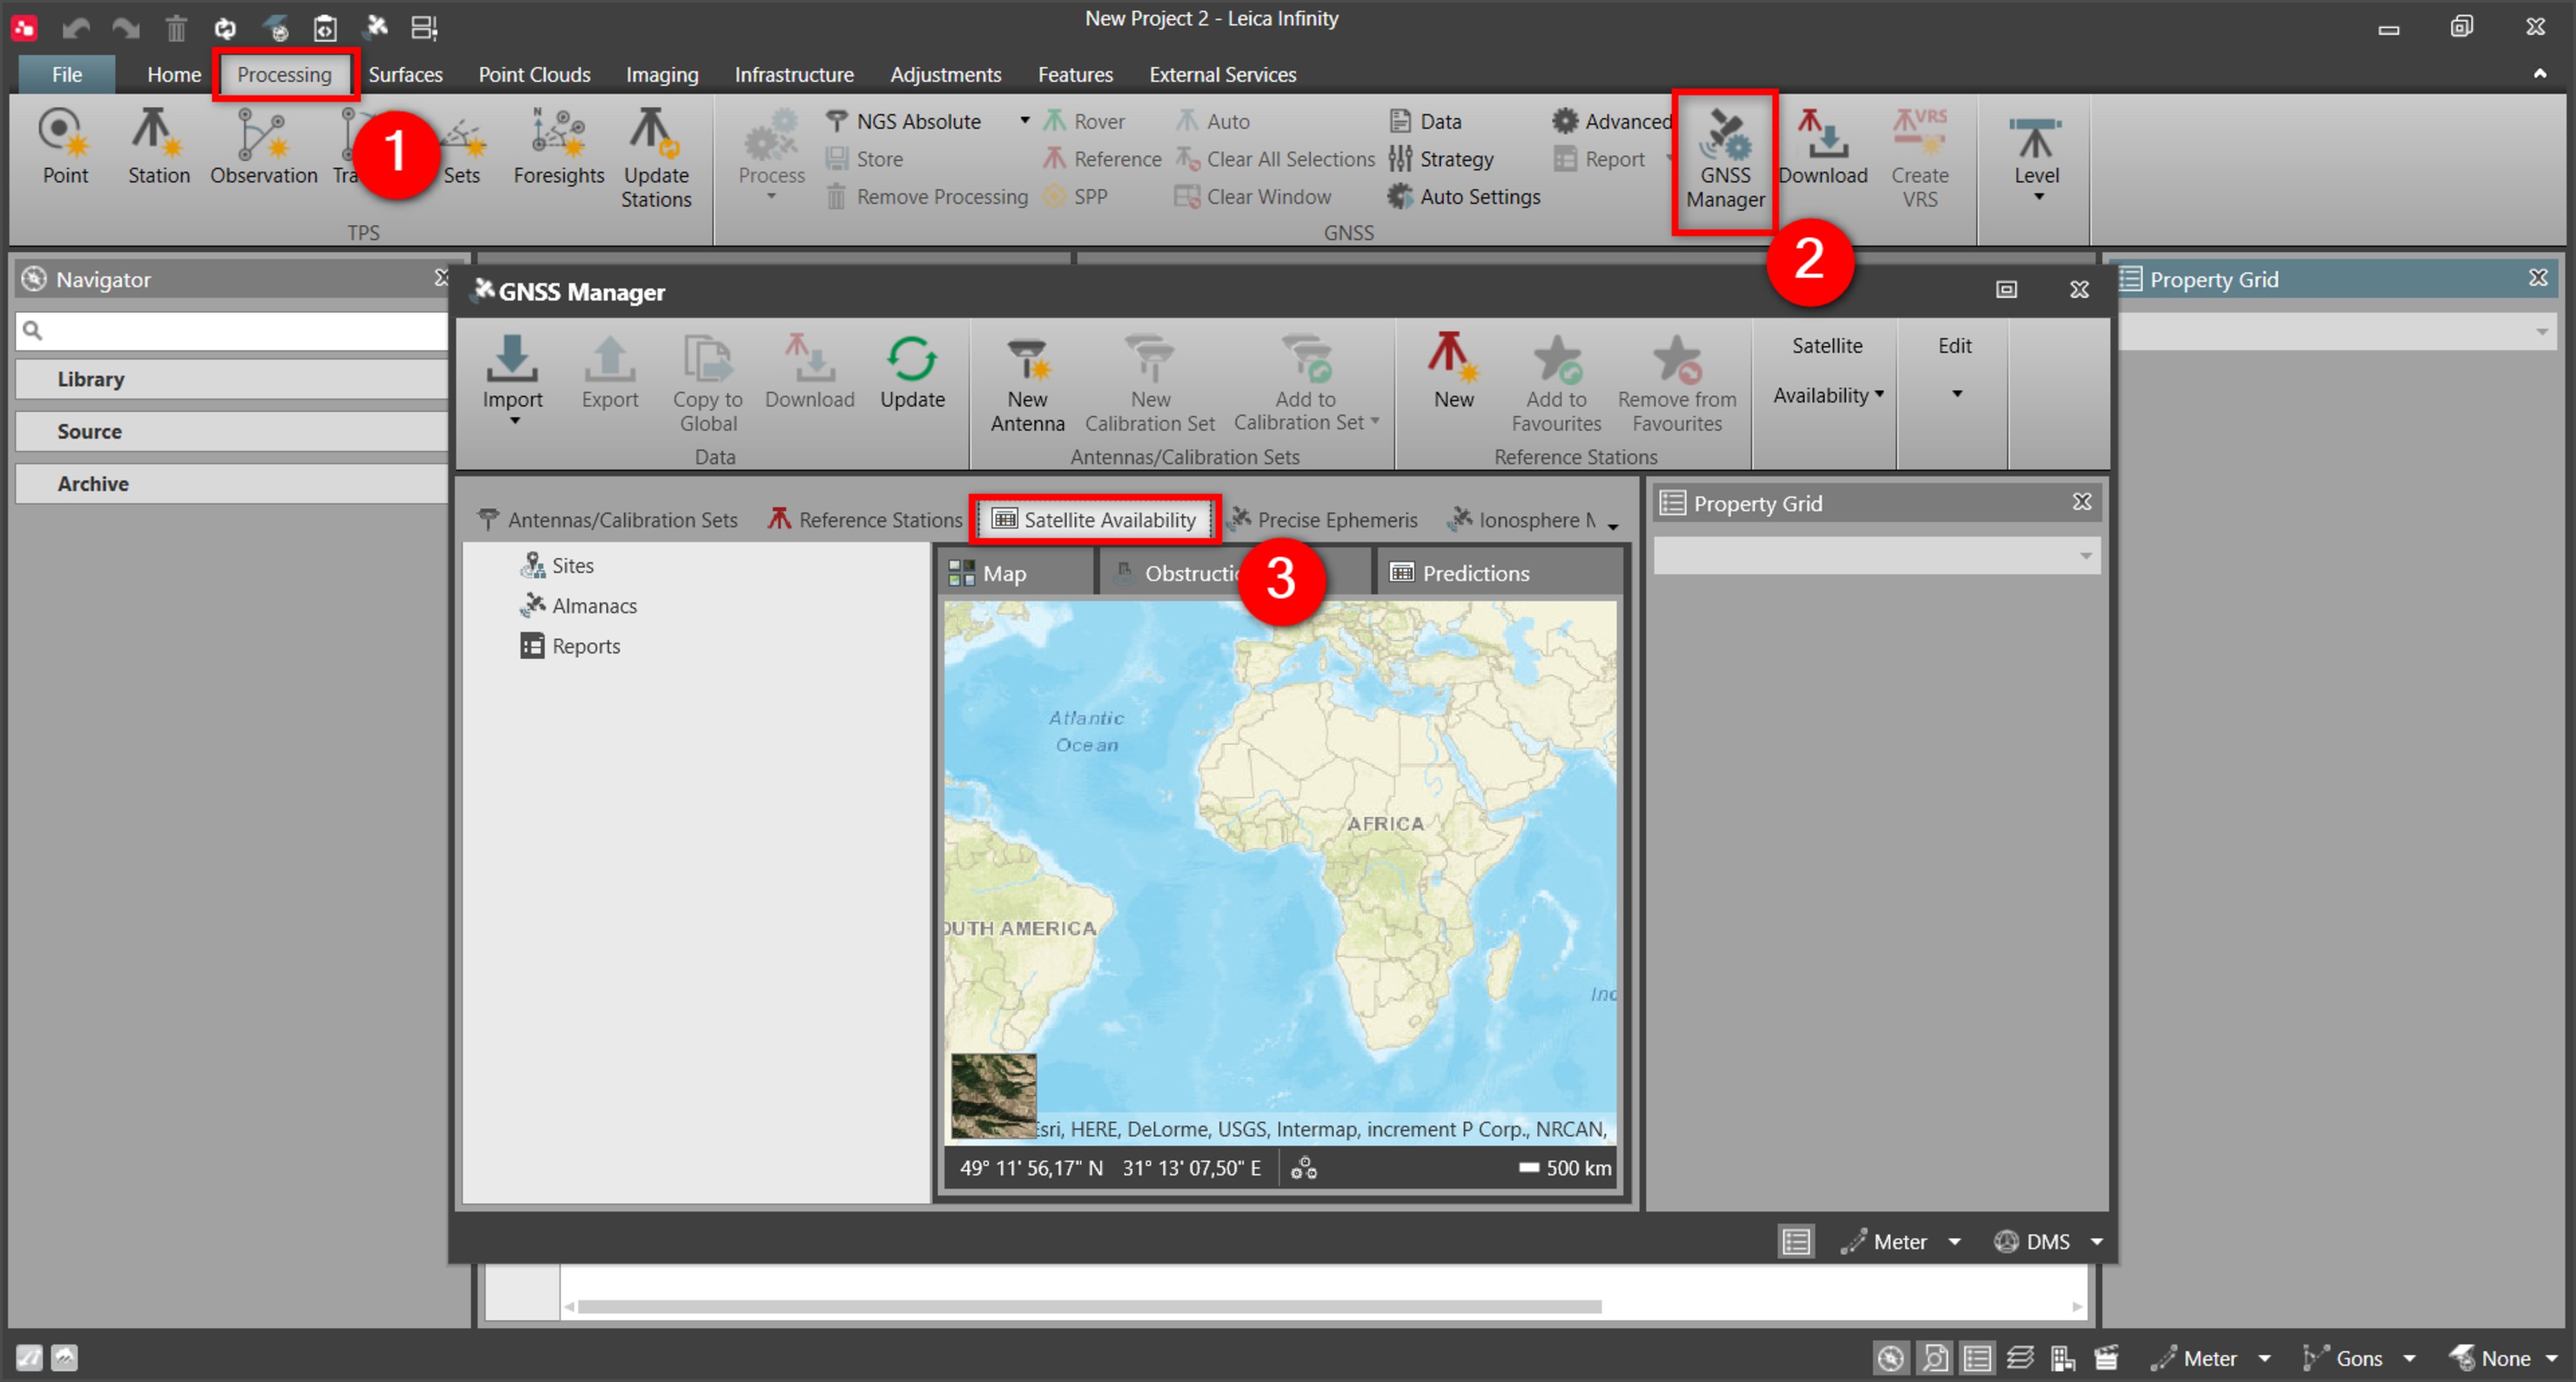 New Project 2 - Leica Infinity
File Home Processing Surfaces Point Clouds Imaging Infrastructure Adjustments Features External Services
Point Station Observation Sets Foresights Update Stations
1
TPS
Process
NGS Absolute
Store
Remove Processing
Rover
Reference
SPP
Auto
Clear All Selections
Clear Window
Data
Strategy
Auto Settings
Advanced
Report
GNSS
GNSS Manager
Download
Create VRS
VRS
Level
2
Navigator
Library
Source
Archive
GNSS Manager
Import Export Copy to Global Download Update
Data
New Antenna New Calibration Set Add to Calibration Set
Antennas/Calibration Sets
New Add to Favourites Remove from Favourites
Reference Stations
Satellite Availability
Edit
Antennas/Calibration Sets Reference Stations Satellite Availability Precise Ephemeris Ionosphere M
Sites
Almanacs
Reports
Map Obstructi Predictions
3
Atlantic
Ocean
AFRICA
OUTH AMERICA
Ind
Esri, HERE, DeLorme, USGS, Intermap, increment P Corp., NRCAN,
49° 11' 56,17" N 31° 13' 07,50" E 500 km
Property Grid
Meter DMS
Property Grid
Meter Gons None